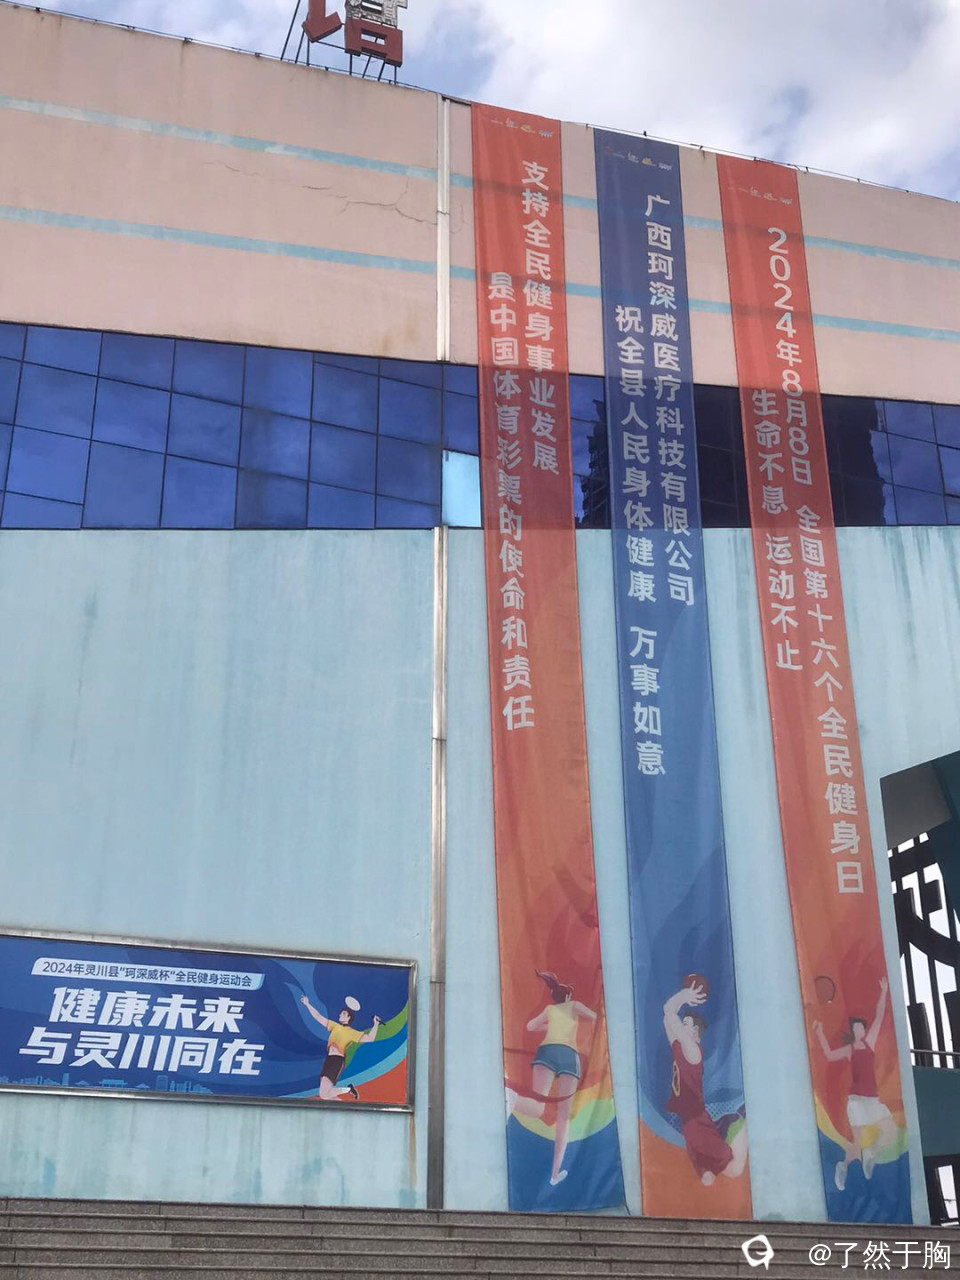 支持全民健身事业发展
是中国体育彩票的使命和责任
广西珂深威医疗科技有限公司
祝全县人民身体健康 万事如意
2024年8月8日 全国第十六个全民健身日
生命不息 运动不止
2024年灵川县"珂深威杯"全民健身运动会
健康未来
与灵川同在
@了然于胸